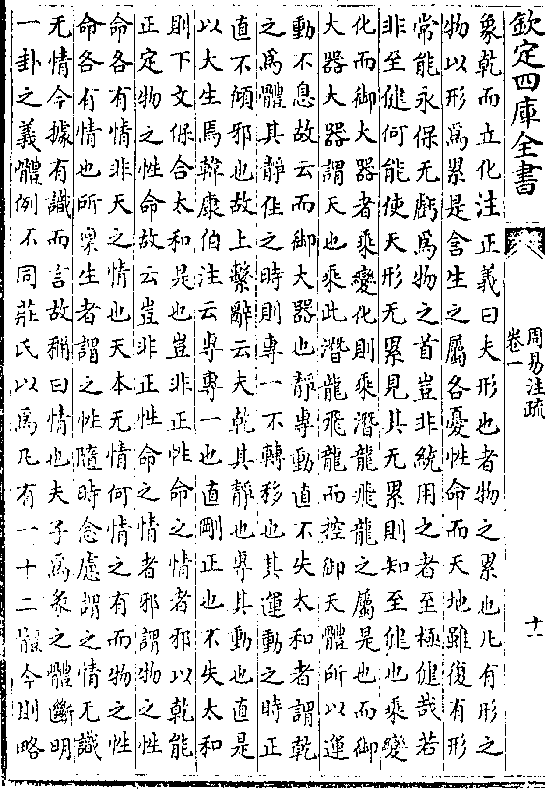 欽定四庫全書
周易注疏
卷一
十一
象乾而立化注正義曰夫形也者物之累也凡有形之
物以形為累是含生之屬各憂性命而天地雖復有形
常能永保无虧為物之首豈非統用之者至極健哉若
非至健何能使天形无累見其无累則知至健也乘變
化而御大器者乘變化則乘潛龍飛龍之屬是也而御
大器大器謂天也乘此潛龍飛龍而控御天體所以運
動不息故云而御大器也靜專動直不失太和者謂乾
之為體其靜住之時則專一不轉移也其運動之時正
直不傾邪也故上繫辭云夫乾其靜也專其動也直是
以大生焉韓康伯注云專專一也直剛正也不失太和
則下文保合太和是也豈非正性命之情者邪以乾能
正定物之性命故云豈非正性命之情者邪謂物之性
命各有情非天之情也天本无情何情之有而物之性
命各有情也所禀生者謂之性隨時念慮謂之情无識
无情今據有識而言故稱曰情也夫子為彖之體斷明
一卦之義體例不同莊氏以為凡有一十二體今則略